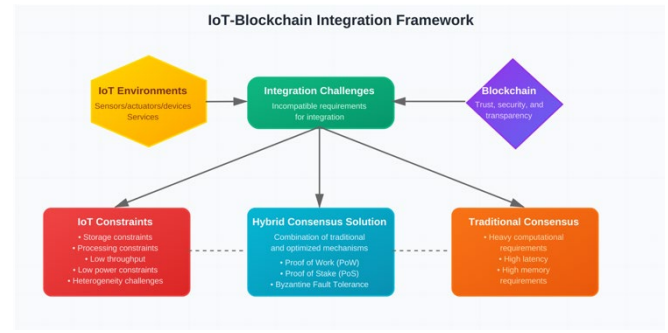 IoT-Blockchain Integration Framework
IoT Environments
Sensors/actuators/devices
Services
Integration Challenges
Incompatible requirements
for integration
Blockchain
Trust, security, and
transparency
IoT Constraints
• Storage constraints
• Processing constraints
• Low throughput
• Low power constraints
• Heterogeneity challenges
Hybrid Consensus Solution
Combination of traditional
and optimized mechanisms
• Proof of Work (PoW)
• Proof of Stake (PoS)
• Byzantine Fault Tolerance
Traditional Consensus
• Heavy computational
requirements
• High latency
• High memory
requirements